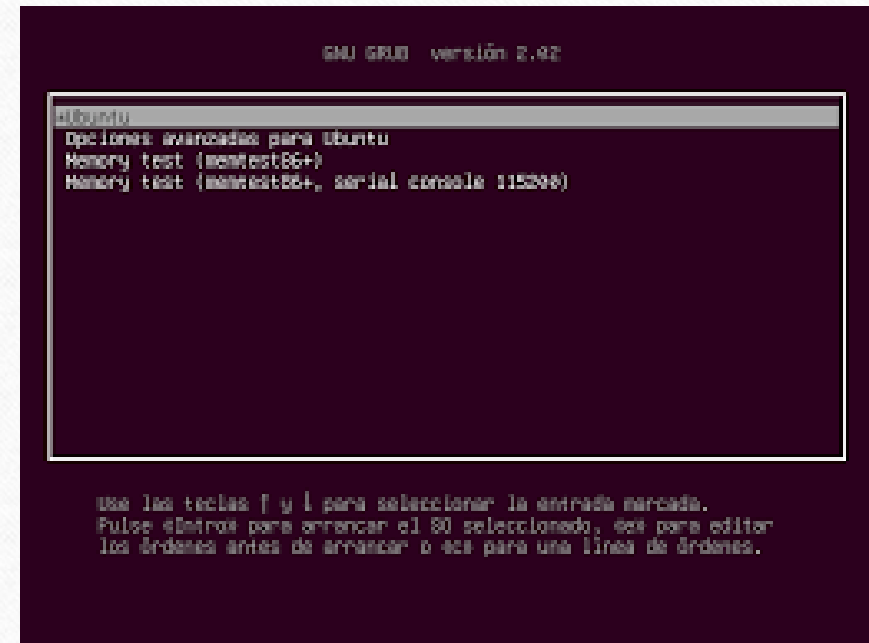 GNU GRUB versión 2.02
*Ubuntu
Opciones avanzadas para Ubuntu
Memory test (memtest86+)
Memory test (memtest86+, serial console 115200)
Use las teclas ↑ y ↓ para seleccionar la entrada marcada.
Pulse «Intro» para arrancar el SO seleccionado, «e» para editar
los órdenes antes de arrancar o «c» para una línea de órdenes.